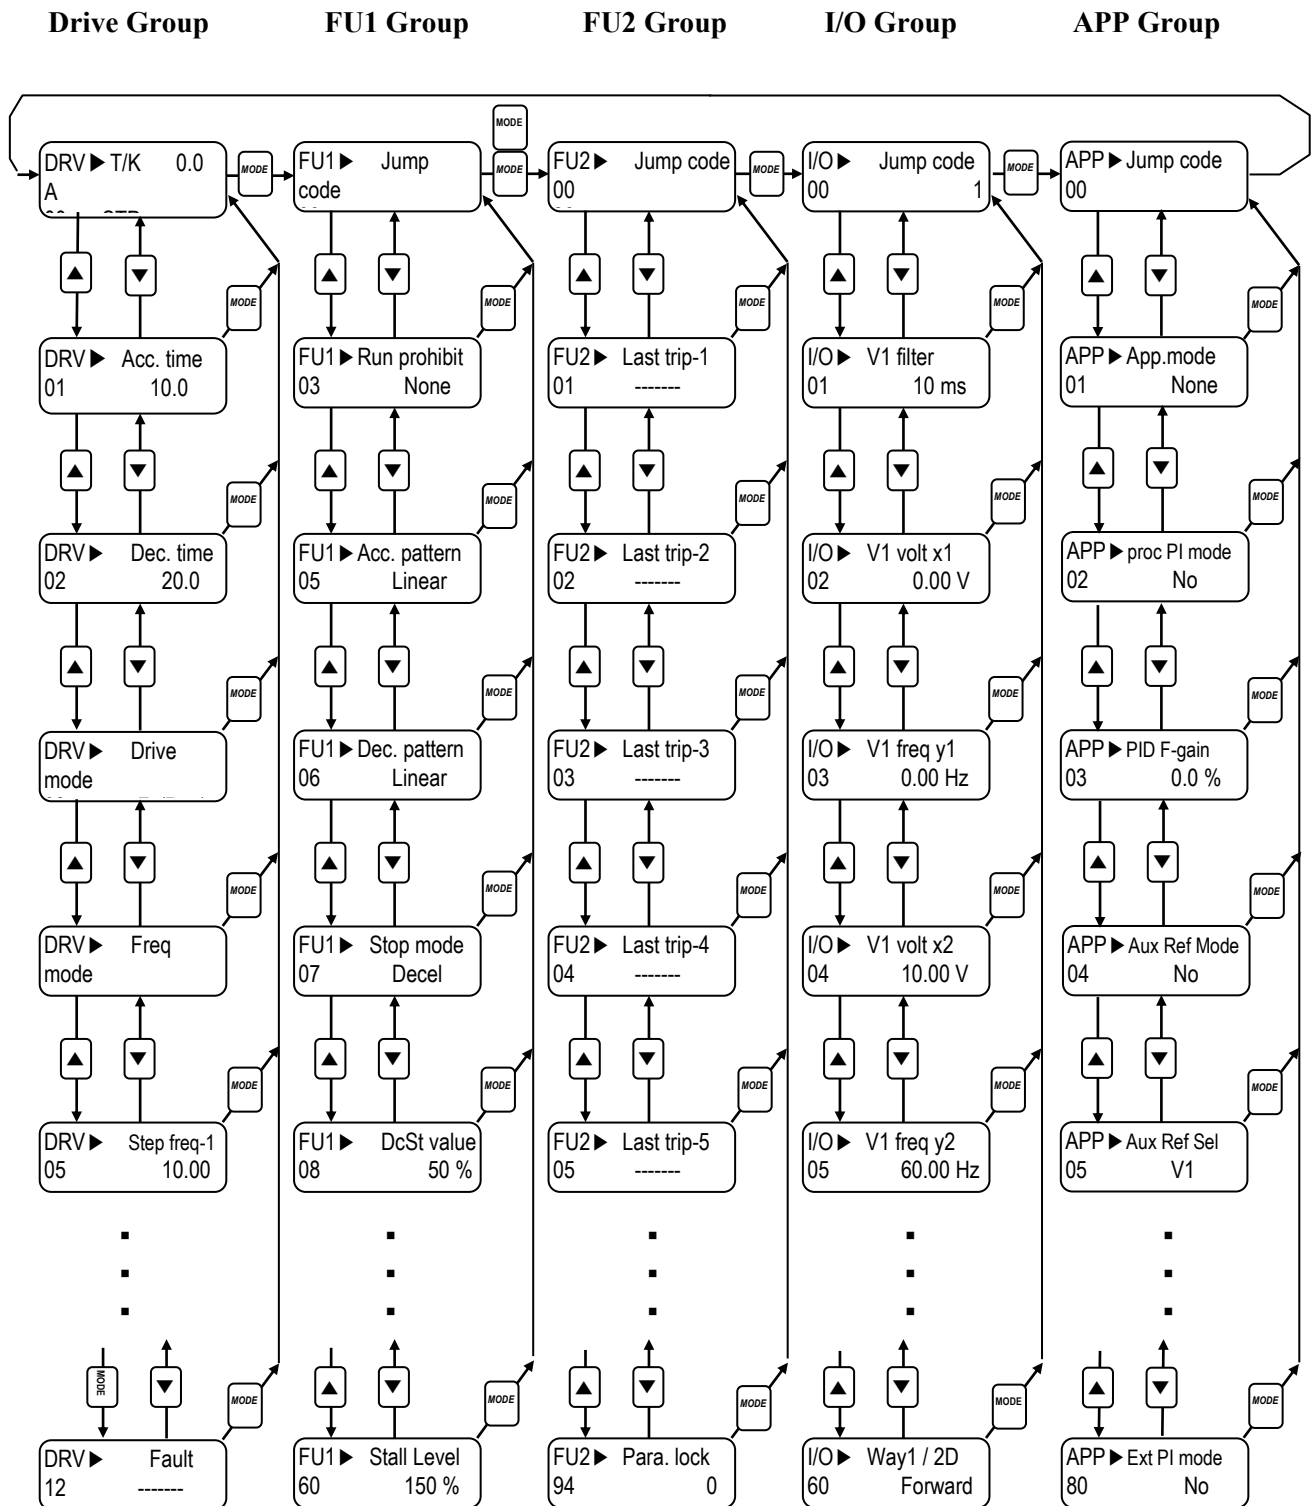 Drive Group FU1 Group FU2 Group I/O Group APP Group
MODE
DRV▶ T/K 0.0
A
MODE
FU1▶ Jump
code
MODE
FU2▶ Jump code
00
MODE
I/O▶ Jump code
00 1
MODE
APP▶ Jump code
00
▲ ▼ ▲ ▼ ▲ ▼ ▲ ▼ ▲ ▼
MODE MODE MODE MODE MODE
DRV▶ Acc. time
01 10.0
FU1▶ Run prohibit
03 None
FU2▶ Last trip-1
01 -------
I/O▶ V1 filter
01 10 ms
APP▶ App.mode
01 None
▲ ▼ ▲ ▼ ▲ ▼ ▲ ▼ ▲ ▼
MODE MODE MODE MODE MODE
DRV▶ Dec. time
02 20.0
FU1▶ Acc. pattern
05 Linear
FU2▶ Last trip-2
02 -------
I/O▶ V1 volt x1
02 0.00 V
APP▶ proc PI mode
02 No
▲ ▼ ▲ ▼ ▲ ▼ ▲ ▼ ▲ ▼
MODE MODE MODE MODE MODE
DRV▶ Drive
mode
FU1▶ Dec. pattern
06 Linear
FU2▶ Last trip-3
03 -------
I/O▶ V1 freq y1
03 0.00 Hz
APP▶ PID F-gain
03 0.0 %
▲ ▼ ▲ ▼ ▲ ▼ ▲ ▼ ▲ ▼
MODE MODE MODE MODE MODE
DRV▶ Freq
mode
FU1▶ Stop mode
07 Decel
FU2▶ Last trip-4
04 -------
I/O▶ V1 volt x2
04 10.00 V
APP▶ Aux Ref Mode
04 No
▲ ▼ ▲ ▼ ▲ ▼ ▲ ▼ ▲ ▼
MODE MODE MODE MODE MODE
DRV▶ Step freq-1
05 10.00
FU1▶ DcSt value
08 50 %
FU2▶ Last trip-5
05 -------
I/O▶ V1 freq y2
05 60.00 Hz
APP▶ Aux Ref Sel
05 V1
MODE ▼ ▲ ▼ ▲ ▼ ▲ ▼ ▲ ▼
MODE MODE MODE MODE MODE
DRV▶ Fault
12 -------
FU1▶ Stall Level
60 150 %
FU2▶ Para. lock
94 0
I/O▶ Way1 / 2D
60 Forward
APP▶ Ext PI mode
80 No